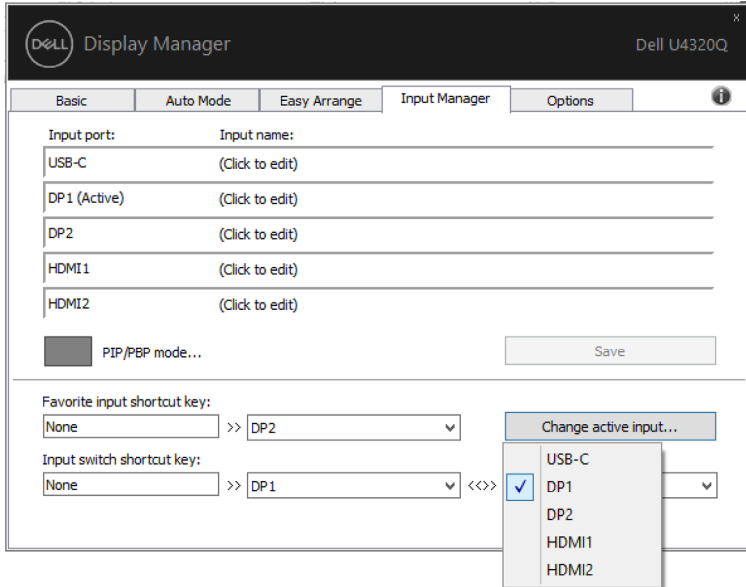 x
DELL Display Manager Dell U4320Q
Basic Auto Mode Easy Arrange Input Manager Options i
Input port: Input name:
USB-C (Click to edit)
DP1 (Active) (Click to edit)
DP2 (Click to edit)
HDMI1 (Click to edit)
HDMI2 (Click to edit)
PIP/PBP mode... Save
Favorite input shortcut key:
None >> DP2 Change active input...
Input switch shortcut key:
None >> DP1 <<>>
USB-C
DP1
DP2
HDMI1
HDMI2